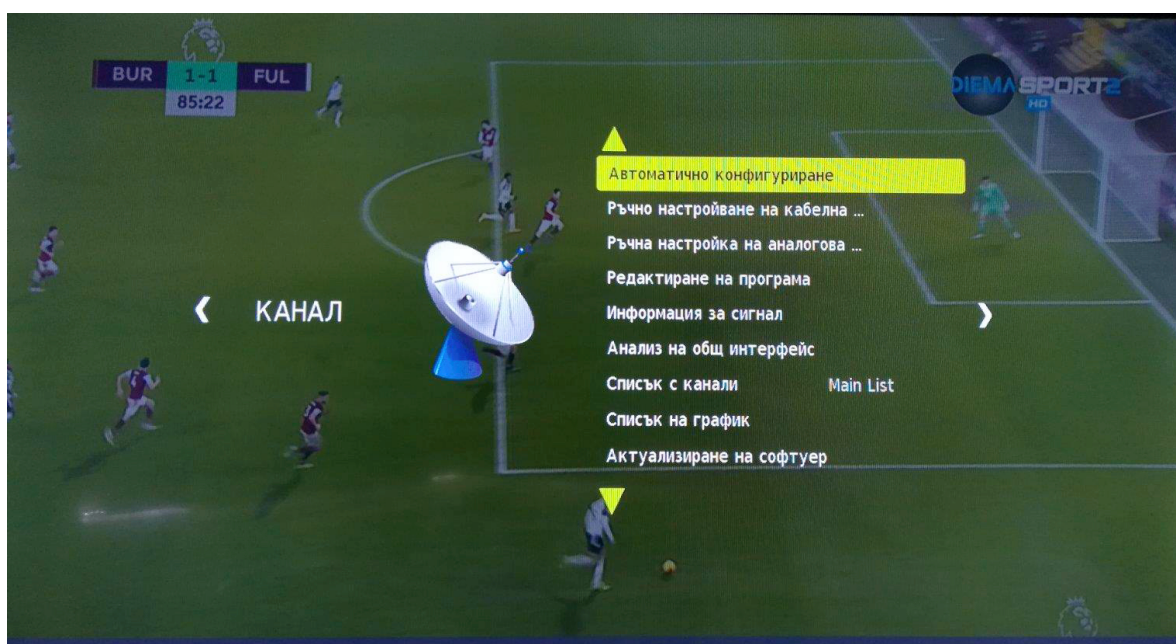 BUR 1-1 FUL
85:22
DIEMA SPORT2
HD
КАНАЛ
Автоматично конфигуриране
Ръчно настройване на кабелна ...
Ръчна настройка на аналогова ...
Редактиране на програма
Информация за сигнал
Анализ на общ интерфейс
Списък с канали Main List
Списък на график
Актуализиране на софтуер